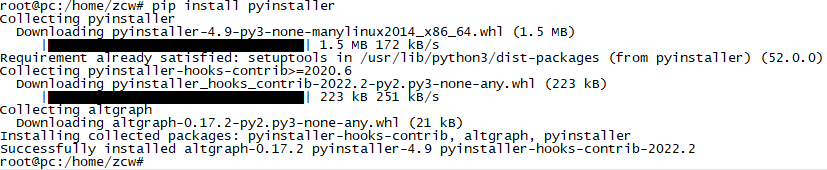 root@pc:/home/zcw# pip install pyinstaller
Collecting pyinstaller
  Downloading pyinstaller-4.9-py3-none-manylinux2014_x86_64.whl (1.5 MB)
     |████████████████████████████████| 1.5 MB 172 kB/s
Requirement already satisfied: setuptools in /usr/lib/python3/dist-packages (from pyinstaller) (52.0.0)
Collecting pyinstaller-hooks-contrib>=2020.6
  Downloading pyinstaller_hooks_contrib-2022.2-py2.py3-none-any.whl (223 kB)
     |████████████████████████████████| 223 kB 251 kB/s
Collecting altgraph
  Downloading altgraph-0.17.2-py2.py3-none-any.whl (21 kB)
Installing collected packages: pyinstaller-hooks-contrib, altgraph, pyinstaller
Successfully installed altgraph-0.17.2 pyinstaller-4.9 pyinstaller-hooks-contrib-2022.2
root@pc:/home/zcw#